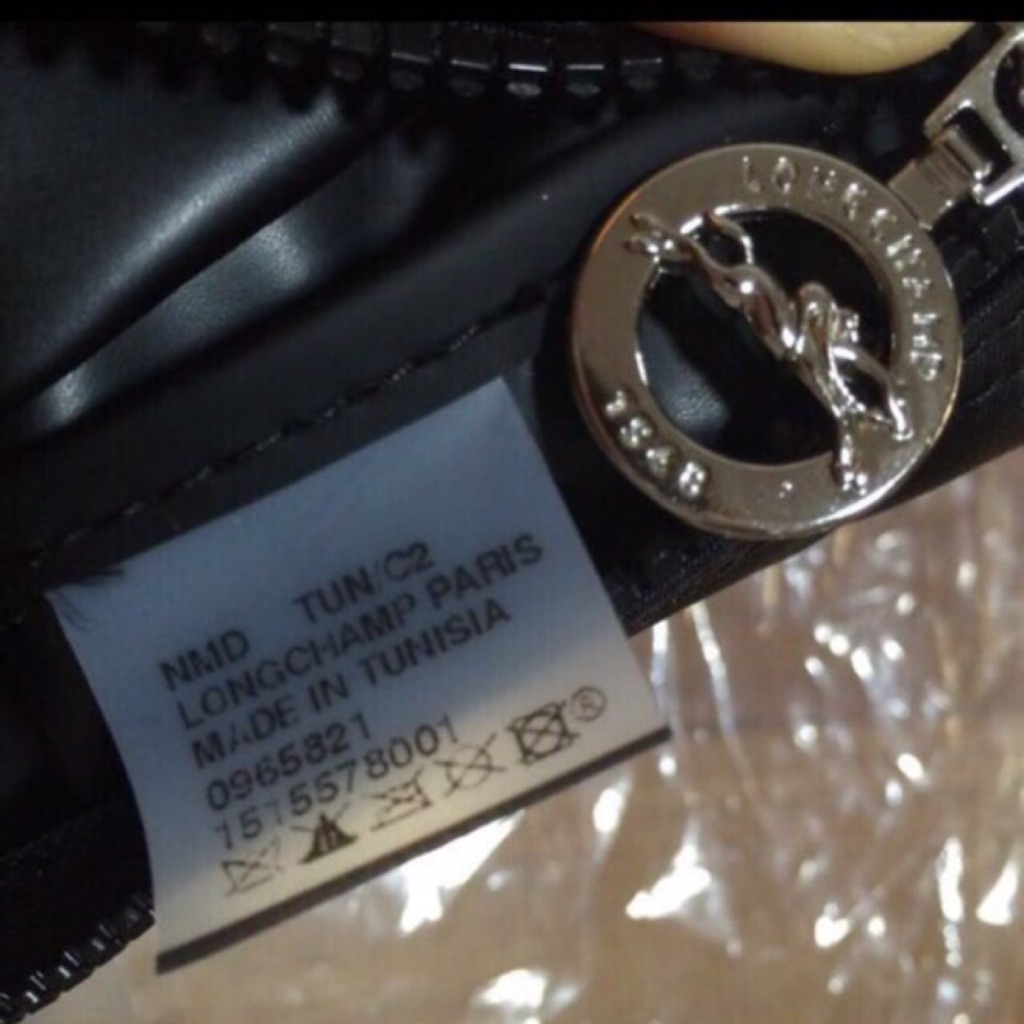 LONGCHAMP
1948
NMD TUN/C2
LONGCHAMP PARIS
MADE IN TUNISIA
0965821
1515578001